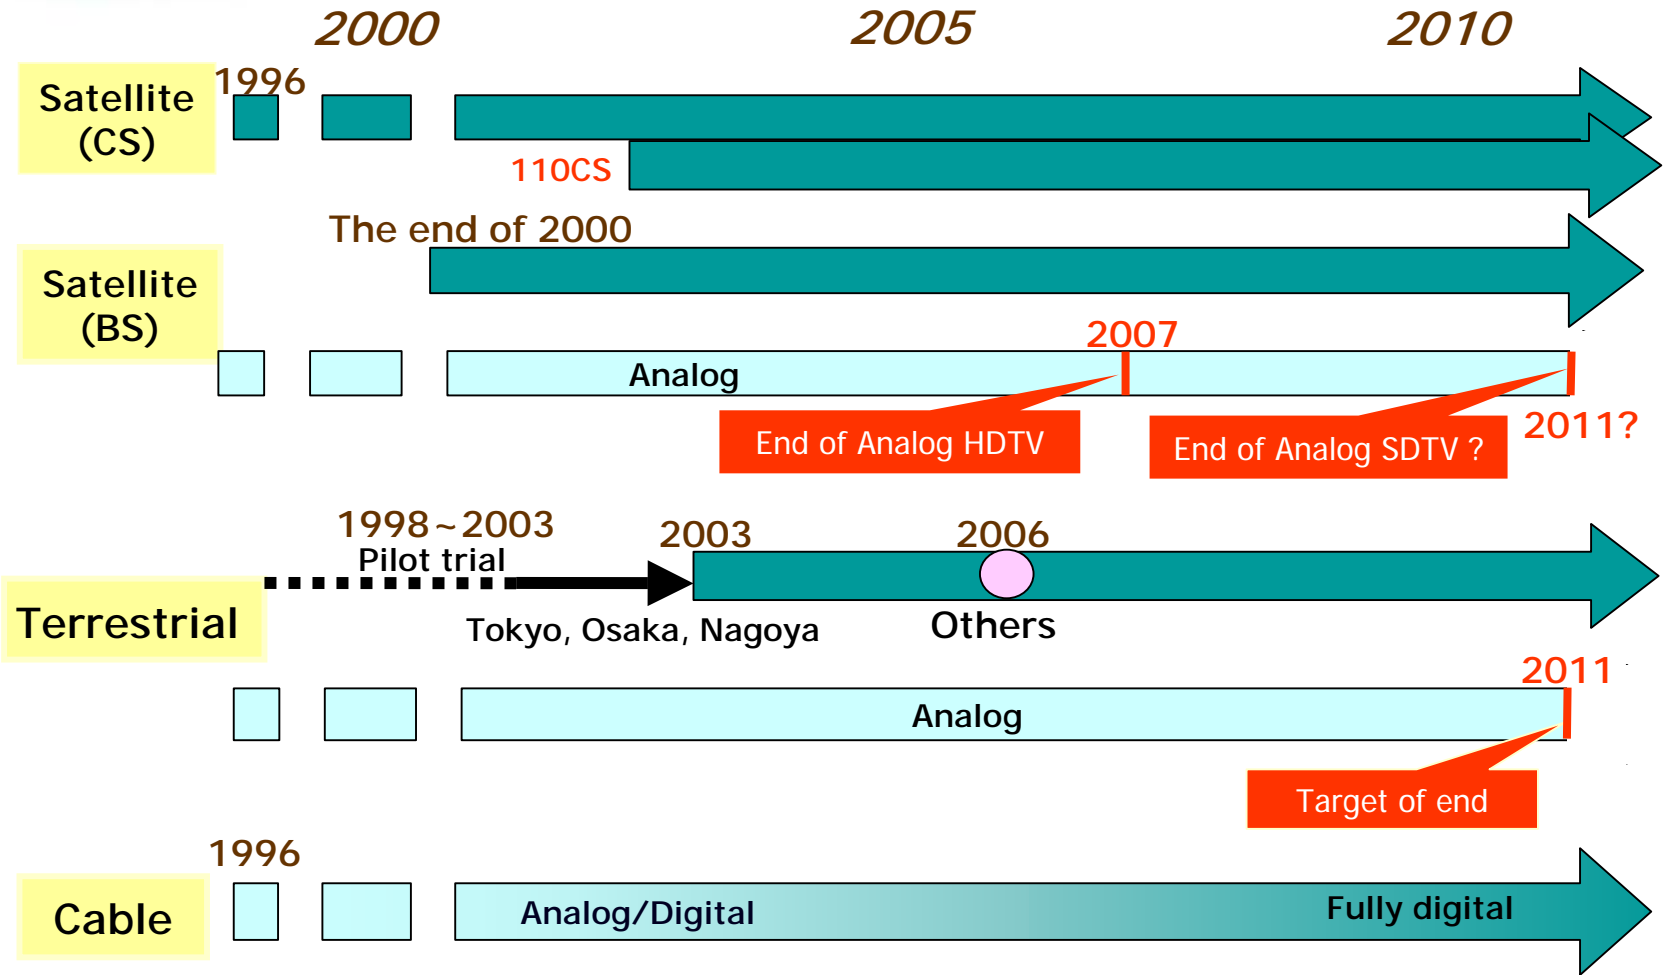 2000 2005 2010
1996
Satellite
(CS)
110CS
The end of 2000
Satellite
(BS)
2007
Analog
End of Analog HDTV
End of Analog SDTV ?
2011?
1998~2003
Pilot trial
2003
2006
Terrestrial
Tokyo, Osaka, Nagoya
Others
2011
Analog
Target of end
1996
Cable
Analog/Digital
Fully digital